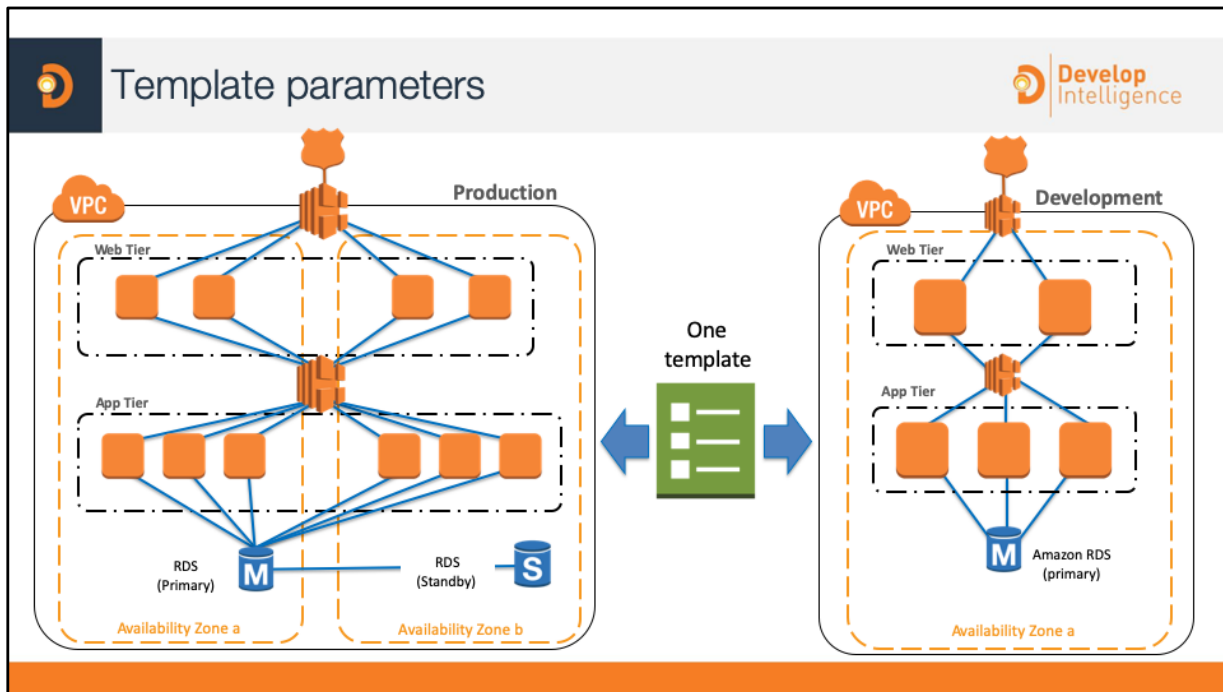 Template parameters
Develop
Intelligence
VPC
Production
Web Tier
App Tier
RDS
(Primary)
M
RDS
(Standby)
S
Availability Zone a
Availability Zone b
One
template
VPC
Development
Web Tier
App Tier
M
Amazon RDS
(primary)
Availability Zone a